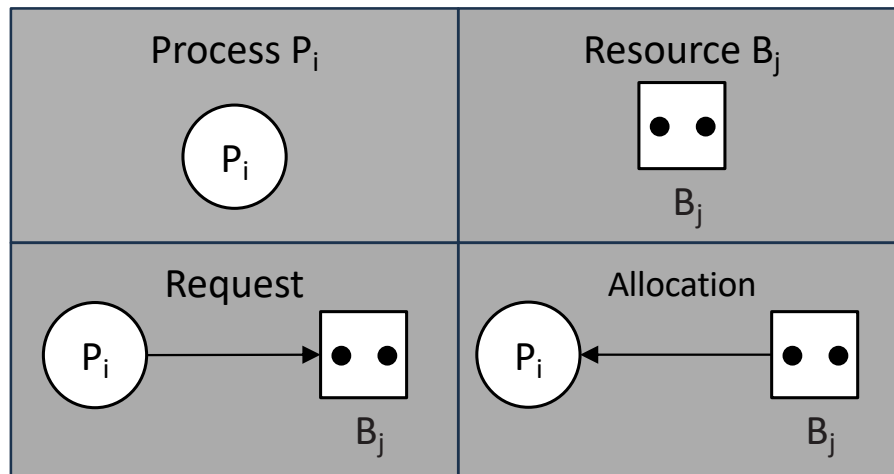 Process Pᵢ
Pᵢ
Resource Bⱼ
Bⱼ
Request
Pᵢ
Bⱼ
Allocation
Pᵢ
Bⱼ